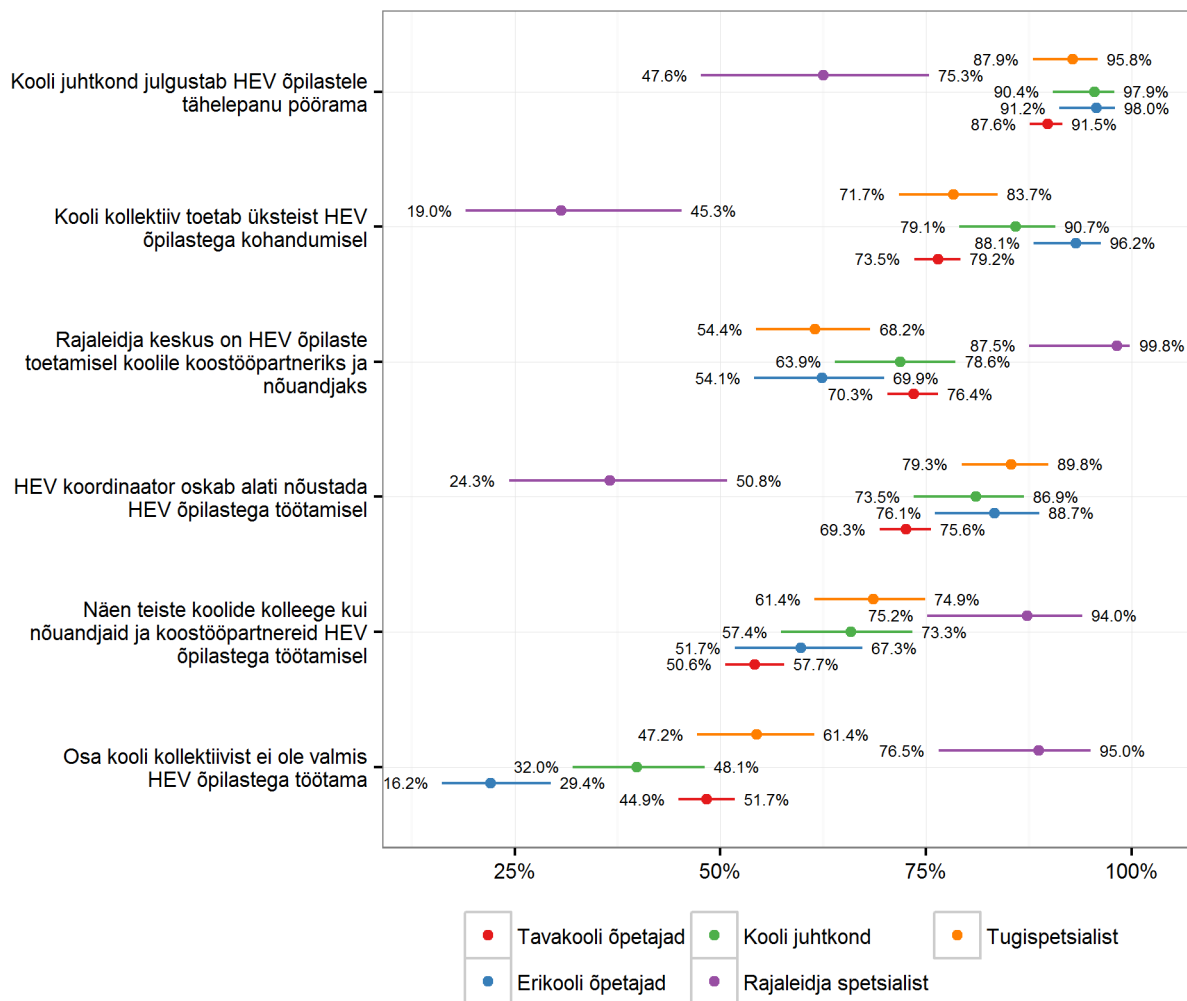 87.9% 95.8%
Kooli juhtkond julgustab HEV õpilastele
tähelepanu pöörama
47.6% 75.3%
90.4% 97.9%
91.2% 98.0%
87.6% 91.5%
71.7% 83.7%
Kooli kollektiiv toetab üksteist HEV
õpilastega kohandumisel
19.0% 45.3%
79.1% 90.7%
88.1% 96.2%
73.5% 79.2%
54.4% 68.2%
Rajaleidja keskus on HEV õpilaste
toetamisel koolile koostööpartneriks ja
nõuandjaks
87.5% 99.8%
63.9% 78.6%
54.1% 69.9%
70.3% 76.4%
79.3% 89.8%
HEV koordinaator oskab alati nõustada
HEV õpilastega töötamisel
24.3% 50.8%
73.5% 86.9%
76.1% 88.7%
69.3% 75.6%
61.4% 74.9%
Näen teiste koolide kolleege kui
nõuandjaid ja koostööpartnereid HEV
õpilastega töötamisel
75.2% 94.0%
57.4% 73.3%
51.7% 67.3%
50.6% 57.7%
47.2% 61.4%
Osa kooli kollektiivist ei ole valmis
HEV õpilastega töötama
76.5% 95.0%
32.0% 48.1%
16.2% 29.4%
44.9% 51.7%
25% 50% 75% 100%
Tavakooli õpetajad Kooli juhtkond Tugispetsialist
Erikooli õpetajad Rajaleidja spetsialist